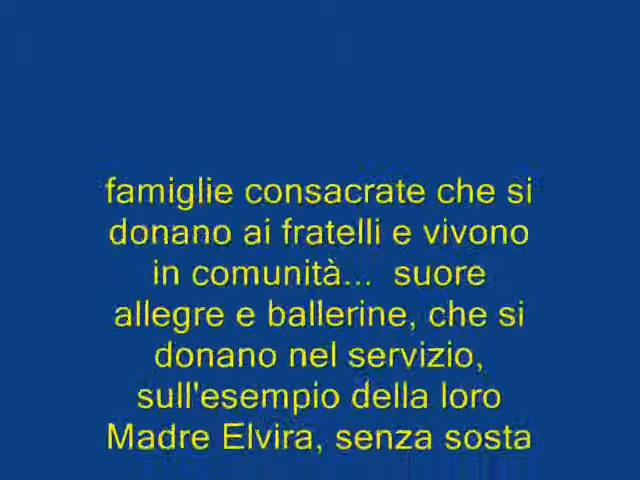 famiglie consacrate che si
donano ai fratelli e vivono
in comunità...  suore
allegre e ballerine, che si
donano nel servizio,
sull'esempio della loro
Madre Elvira, senza sosta